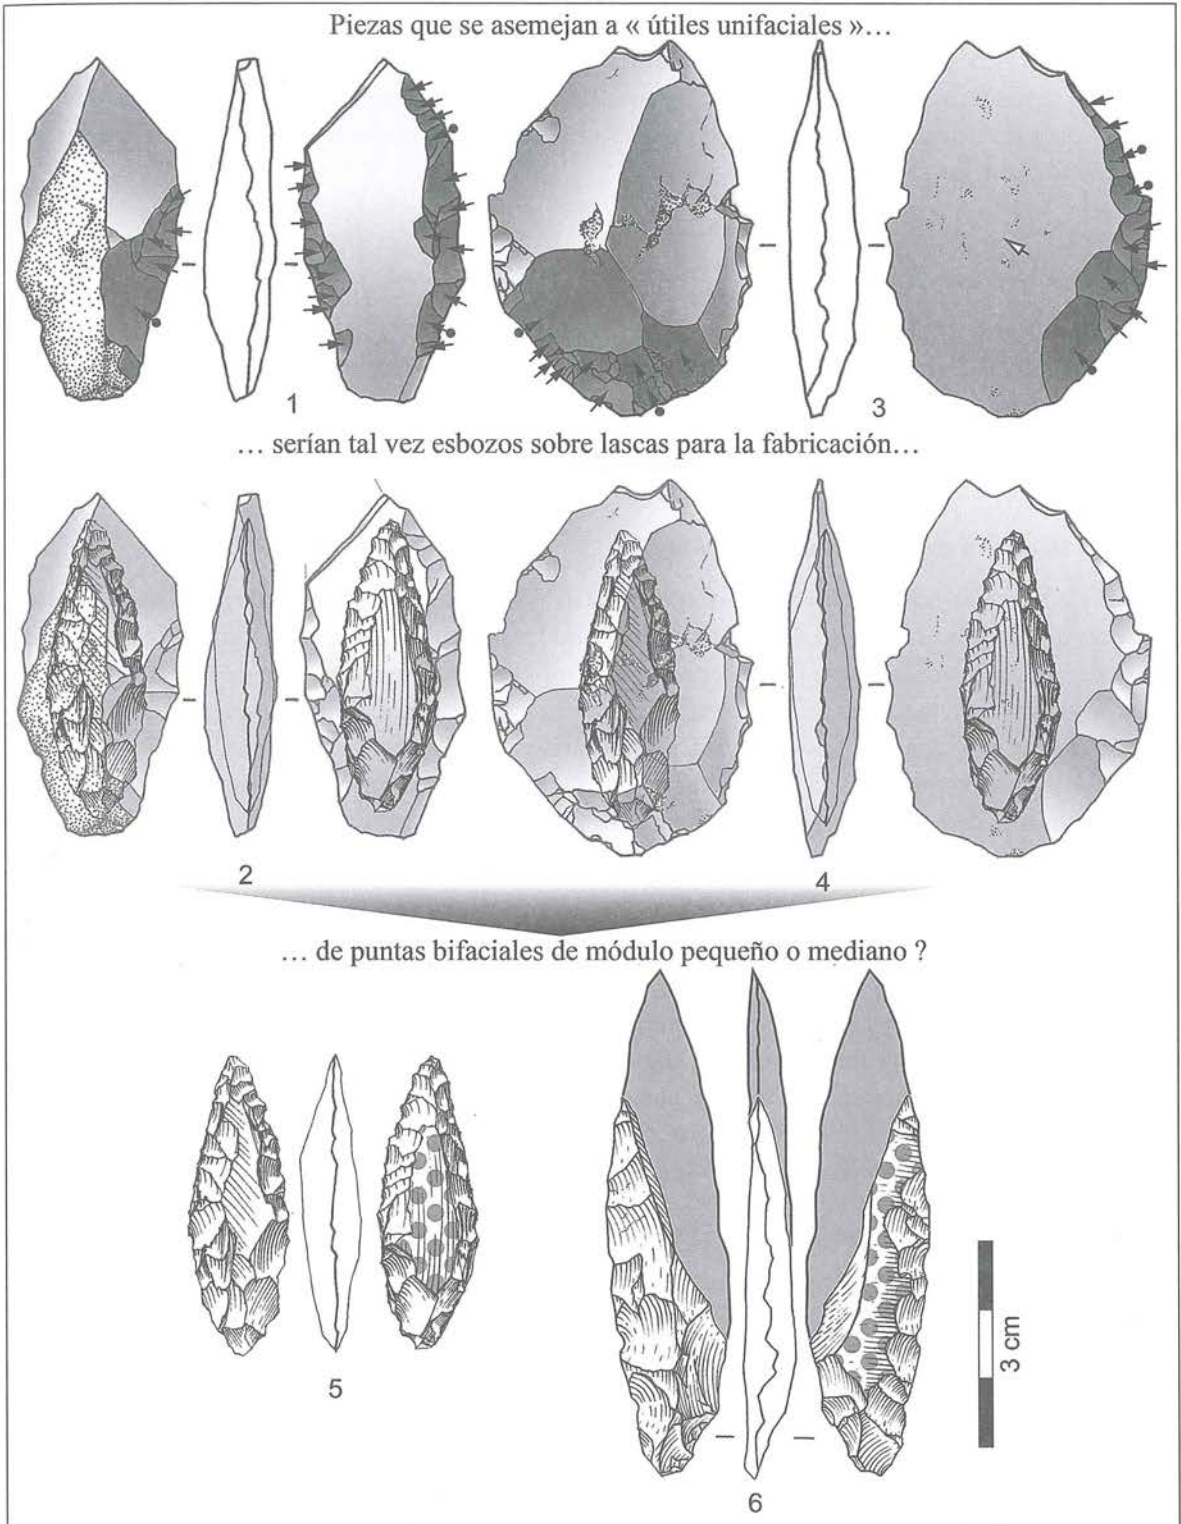 Piezas que se asemejan a « útiles unifaciales »…
1
3
… serían tal vez esbozos sobre lascas para la fabricación…
2
4
… de puntas bifaciales de módulo pequeño o mediano ?
5
3 cm
6